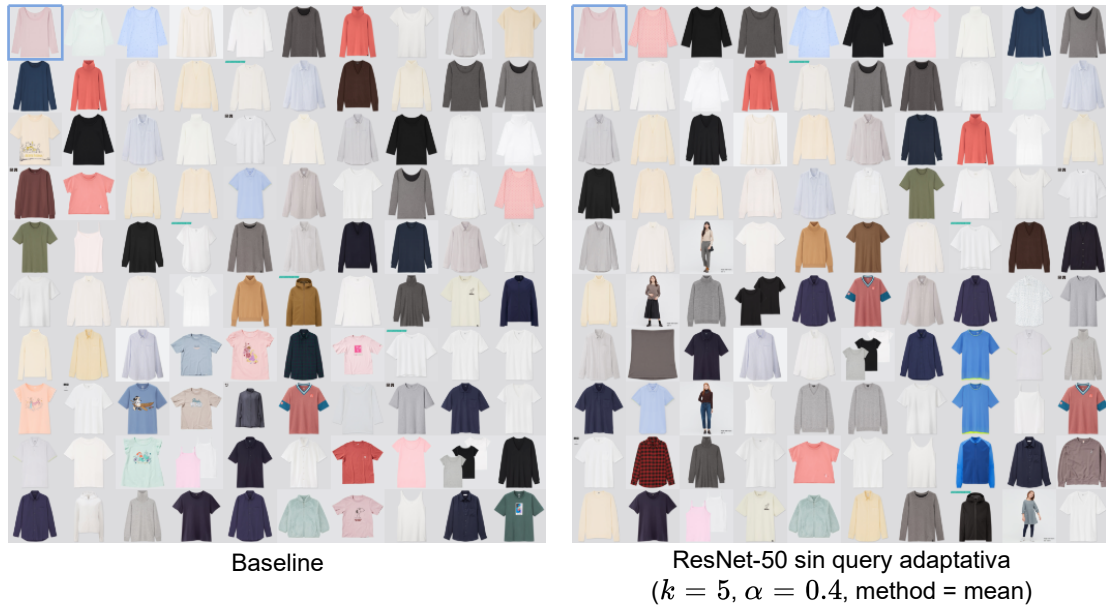 Baseline
ResNet-50 sin query adaptativa
(k = 5, α = 0.4, method = mean)